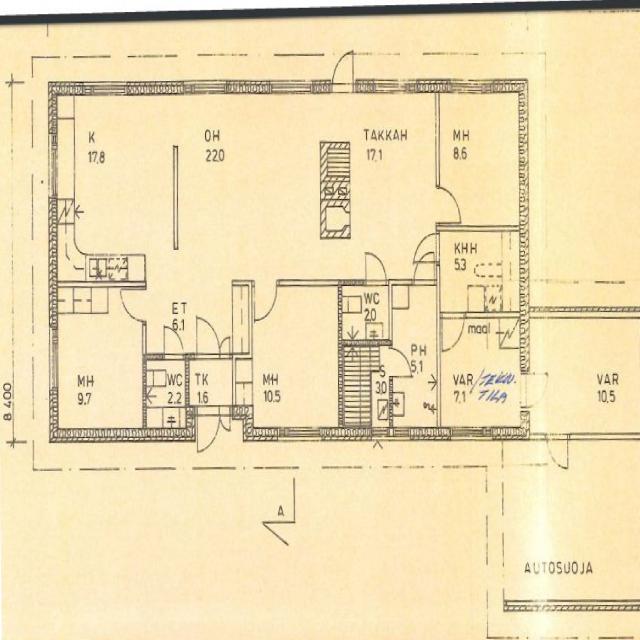 K
17,8
OH
22,0
TAKKAH
17,1
MH
8,6
KHH
5,3
ET
6,1
WC
2,0
PH
5,1
maal
MH
9,7
WC
2,2
TK
1,6
MH
10,5
S
3,0
VAR
7,1
/TEKN.
TILA
VAR
10,5
8 400
A
AUTOSUOJA